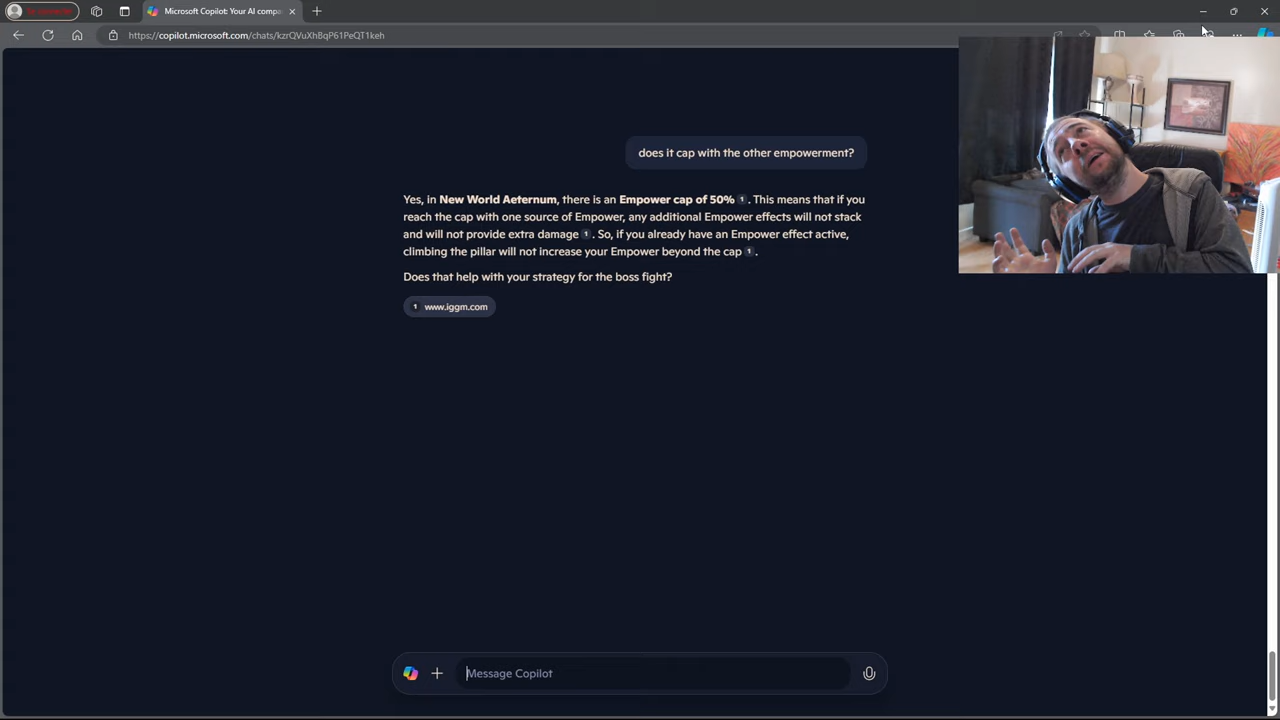 Microsoft Copilot: Your AI compa
https://copilot.microsoft.com/chats/kzrQVuXhBqP61PeQT1keh
does it cap with the other empowerment?
Yes, in New World Aeternum, there is an Empower cap of 50% 1 . This means that if you
reach the cap with one source of Empower, any additional Empower effects will not stack
and will not provide extra damage 1 . So, if you already have an Empower effect active,
climbing the pillar will not increase your Empower beyond the cap 1 .
Does that help with your strategy for the boss fight?
1 www.iggm.com
Message Copilot